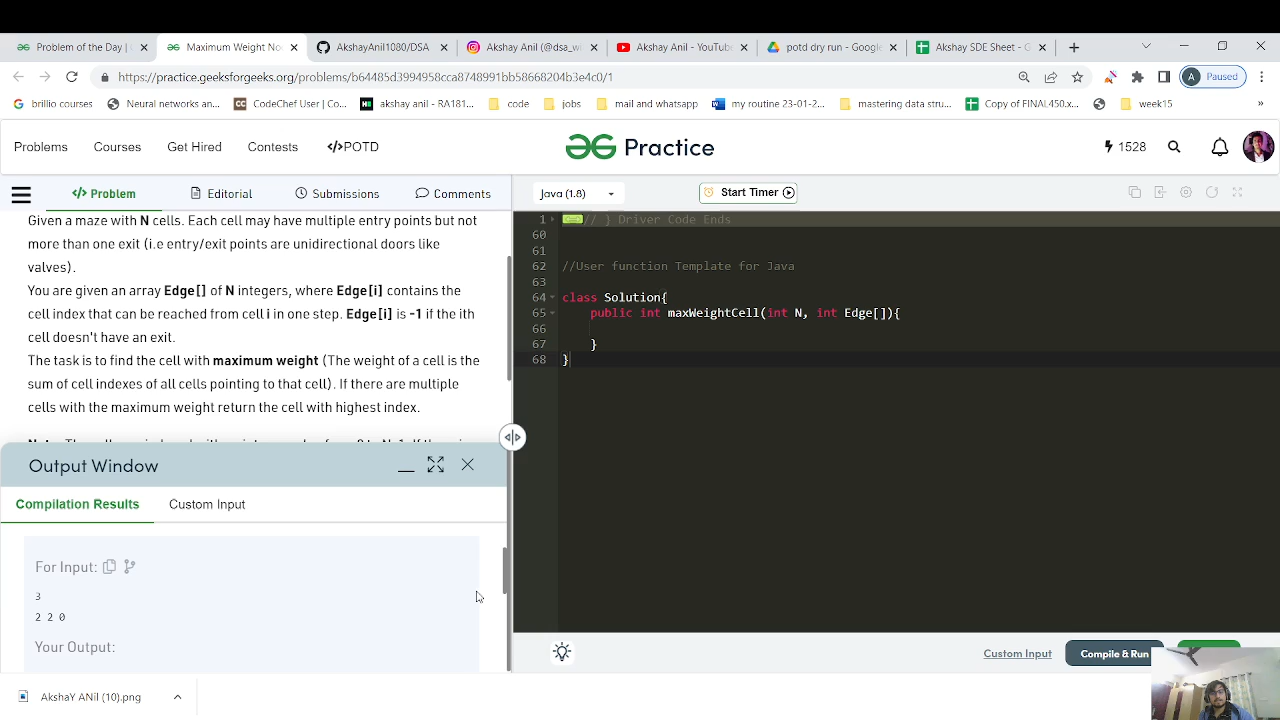 Problem of the Day |
Maximum Weight No
AkshayAnil1080/DSA
Akshay Anil (@dsa_w
Akshay Anil - YouTube
potd dry run - Google
Akshay SDE Sheet - G
https://practice.geeksforgeeks.org/problems/b64485d3994958cca8748991bb58668204b3e4c0/1
A Paused
brillio courses
Neural networks an...
CC CodeChef User | Co...
akshay anil - RA181...
code
jobs
mail and whatsapp
my routine 23-01-2...
mastering data stru...
Copy of FINAL450.x...
week15
»
Problems
Courses
Get Hired
Contests
</>POTD
Practice
1528
</> Problem
Editorial
Submissions
Comments
Java (1.8)
Start Timer
Given a maze with N cells. Each cell may have multiple entry points but not
more than one exit (i.e entry/exit points are unidirectional doors like
valves).
You are given an array Edge[] of N integers, where Edge[i] contains the
cell index that can be reached from cell i in one step. Edge[i] is -1 if the ith
cell doesn't have an exit.
The task is to find the cell with maximum weight (The weight of a cell is the
sum of cell indexes of all cells pointing to that cell). If there are multiple
cells with the maximum weight return the cell with highest index.
Output Window
Compilation Results
Custom Input
For Input:
3
2 2 0
Your Output:
1 // } Driver Code Ends
60
61
62 //User function Template for Java
63
64 class Solution{
65 public int maxWeightCell(int N, int Edge[]){
66
67 }
68 }
Custom Input
Compile & Run
AkshaY ANil (10).png